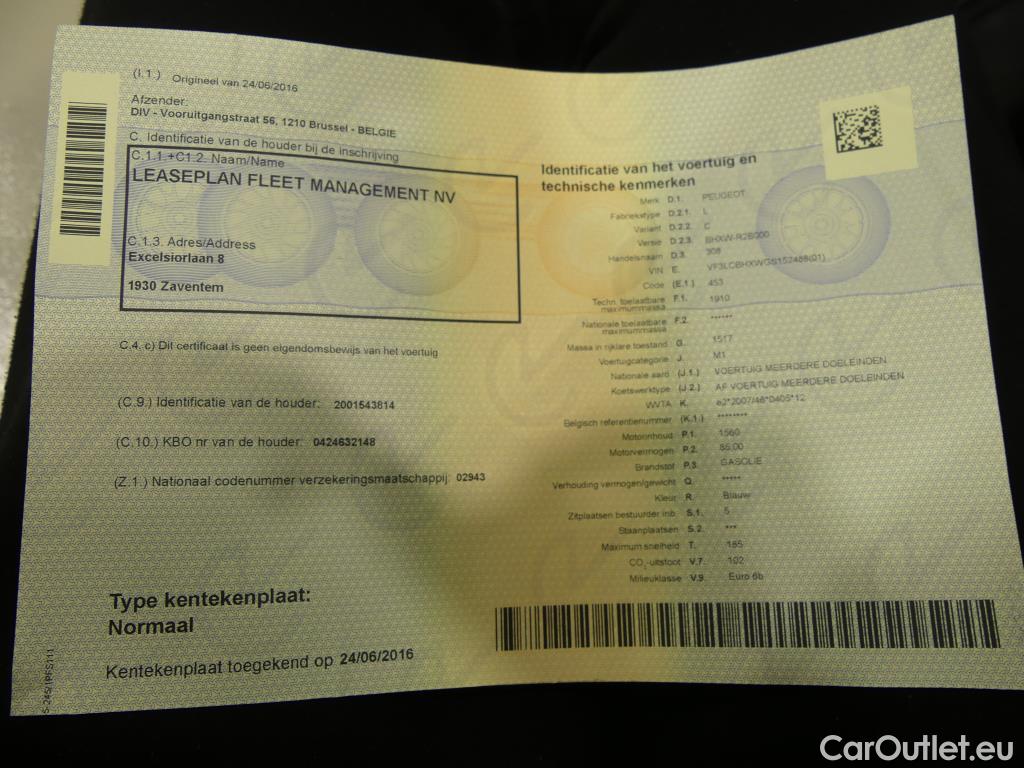 (I.1.) Origineel van 24/06/2016
Afzender:
DIV - Vooruitgangstraat 56, 1210 Brussel - BELGIE
C. Identificatie van de houder bij de inschrijving
C.1.1.+C1.2. Naam/Name
LEASEPLAN FLEET MANAGEMENT NV
C.1.3. Adres/Address
Excelsiorlaan 8
1930 Zaventem
C.4. c) Dit certificaat is geen eigendomsbewijs van het voertuig
(C.9.) Identificatie van de houder: 2001543814
(C.10.) KBO nr van de houder: 0424632148
(Z.1.) Nationaal codenummer verzekeringsmaatschappij: 02943
Type kentekenplaat:
Normaal
Kentekenplaat toegekend op 24/06/2016
Identificatie van het voertuig en
technische kenmerken
Merk D.1. PEUGEOT
Fabriekstype D.2.1. L
Variant D.2.2. C
Versie D.2.3. BHXW-R2B000
Handelsnaam D.3. 308
VIN E. VF3LCBHXWGS152488(01)
Code (E.1.) 453
Techn. toelaatbare
maximummassa F.1. 1910
Nationale toelaatbare
maximummassa F.2. ******
Massa in rijklare toestand G. 1517
Voertuigcategorie J. M1
Nationale aard (J.1.) VOERTUIG MEERDERE DOELEINDEN
Koetswerktype (J.2.) AF VOERTUIG MEERDERE DOELEINDEN
WVTA K. e2*2007/46*0405*12
Belgisch referentienummer (K.1.) ********
Motorinhoud P.1. 1560
Motorvermogen P.2. 88.00
Brandstof P.3. GASOLIE
Verhouding vermogen/gewicht Q. *****
Kleur R. Blauw
Zitplaatsen bestuurder inb. S.1. 5
Staanplaatsen S.2. ***
Maximum snelheid T. 185
CO₂-uitstoot V.7. 102
Milieuklasse V.9. Euro 6b
CarOutlet.eu